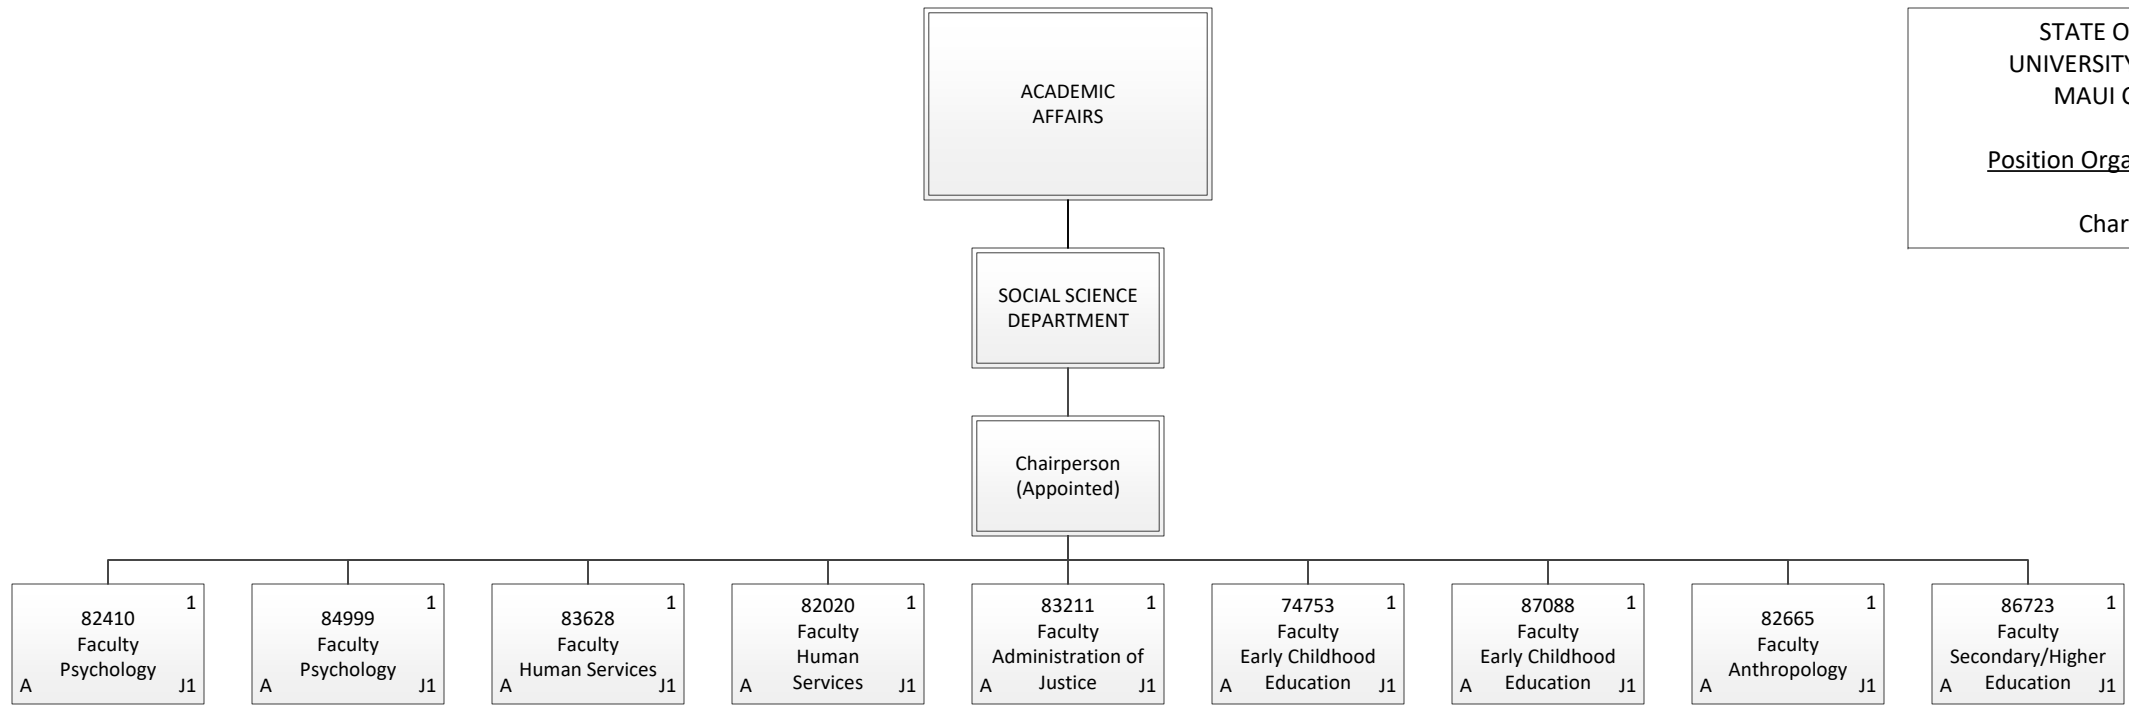 ACADEMIC
AFFAIRS
STATE O
UNIVERSITY
MAUI
Position Orga
Char
SOCIAL SCIENCE
DEPARTMENT
Chairperson
(Appointed)
1
82410
Faculty
Psychology
A J1
1
84999
Faculty
Psychology
A J1
1
83628
Faculty
Human Services
A J1
82020 1
Faculty
Human
Services
A J1
83211 1
Faculty
Administration of
Justice
A J1
74753 1
Faculty
Early Childhood
Education
A J1
87088 1
Faculty
Early Childhood
Education
A J1
1
82665
Faculty
Anthropology
A J1
86723 1
Faculty
Secondary/Higher
Education
A J1